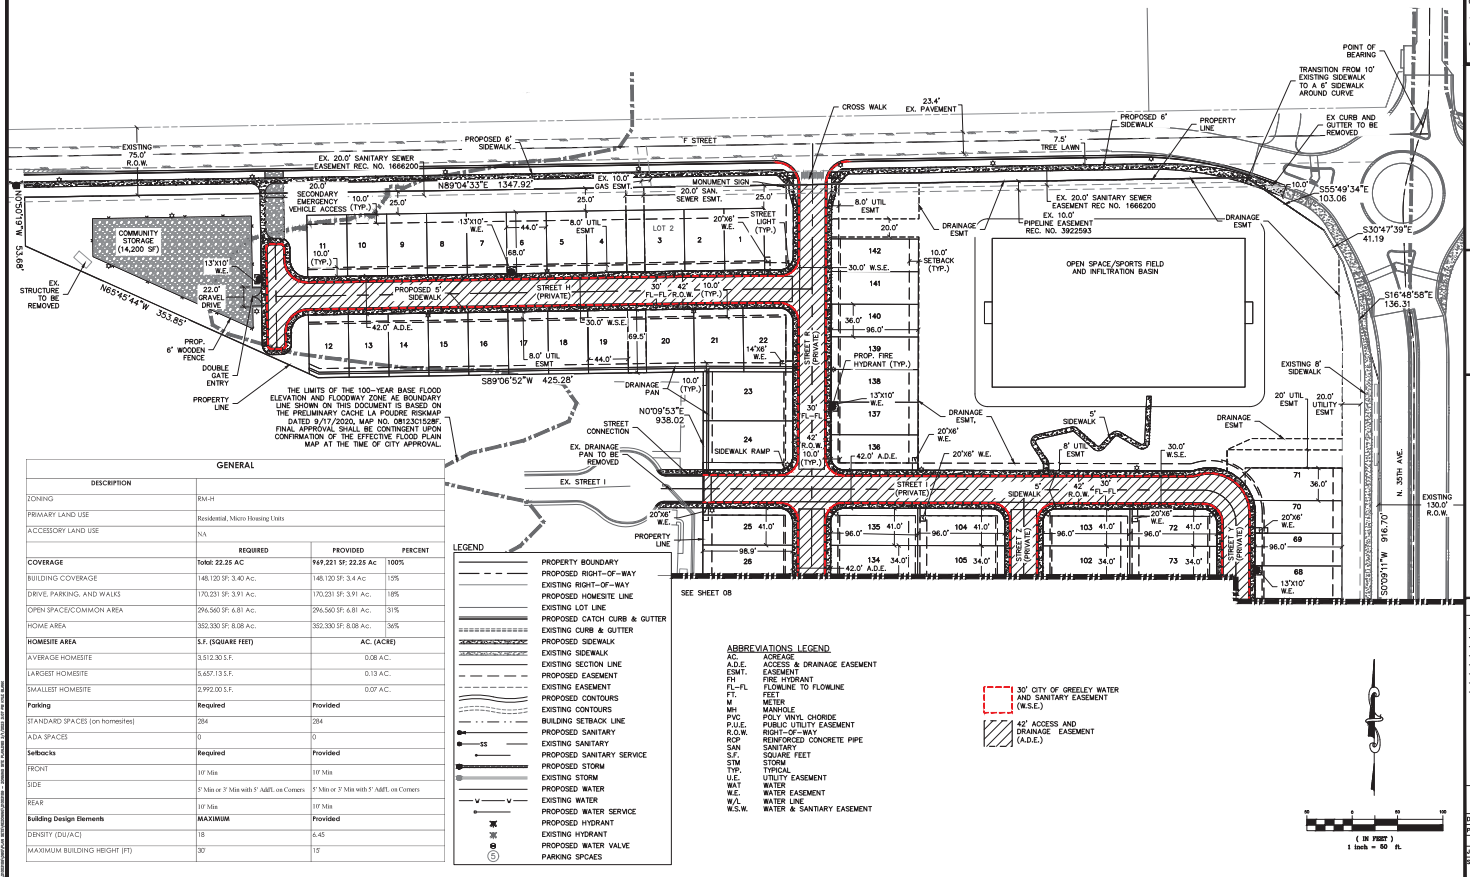 POINT OF
BEARING
TRANSITION FROM 10'
EXISTING SIDEWALK
TO A 6' SIDEWALK
AROUND CURVE
EX CURB AND
GUTTER TO BE
REMOVED
CROSS WALK
23.4'
EX. PAVEMENT
PROPOSED 6'
SIDEWALK
PROPERTY
LINE
7.5'
TREE LAWN
F STREET
PROPOSED 6'
SIDEWALK
EXISTING
75.0'
R.O.W.
EX. 20.0' SANITARY SEWER
EASEMENT REC. NO. 1666200
N89°04'33"E 1347.92'
EX. 10.0'
GAS ESMT.
MONUMENT SIGN
20.0' SAN.
SEWER ESMT.
20.0'
SECONDARY
EMERGENCY
VEHICLE ACCESS
10.0'
(TYP.)
25.0'
25.0'
25.0'
13'X10'
W.E.
44.0'
68.0'
8.0' UTIL
ESMT
LOT 2
20'X6'
W.E.
STREET
LIGHT
(TYP.)
8.0' UTIL
ESMT
20.0'
DRAINAGE
ESMT
EX. 20.0' SANITARY SEWER
EASEMENT REC NO. 1666200
EX. 10.0'
PIPELINE EASEMENT
REC. NO. 3922593
DRAINAGE
ESMT
10.0'
S55°49'34"E
103.06
S30°47'39"E
41.19
S16°48'58"E
136.31
N0°50'19"W 53.68'
COMMUNITY
STORAGE
(14,200 SF)
EX.
STRUCTURE
TO BE
REMOVED
N65°45'44"W 353.85'
13'X10'
W.E.
22.0'
GRAVEL
DRIVE
PROP.
6' WOODEN
FENCE
DOUBLE
GATE
ENTRY
PROPERTY
LINE
11 10 9 8 7 6 5 4 3 2 1
10.0'
(TYP.)
PROPOSED 5'
SIDEWALK
STREET H
(PRIVATE)
30'
FL-FL
42'
R.O.W.
10.0'
(TYP.)
30.0' W.S.E.
42.0' A.D.E.
30.0' W.S.E.
12 13 14 15 16 17 18 19 20 21 22
8.0' UTIL
ESMT
44.0'
69.5'
14'X6'
W.E.
S89°06'52"W 425.28'
142
141
140
139
138
137
136
10.0'
SETBACK
(TYP.)
36.0'
96.0'
STREET R
(PRIVATE)
PROP. FIRE
HYDRANT (TYP.)
13'X10'
W.E.
OPEN SPACE/SPORTS FIELD
AND INFILTRATION BASIN
EXISTING 8'
SIDEWALK
20' UTIL
ESMT
20.0'
UTILITY
ESMT
DRAINAGE
ESMT
DRAINAGE
ESMT,
DRAINAGE
PAN
10.0'
(TYP.)
N0°09'53"E
938.02
23
24
SIDEWALK RAMP
STREET
CONNECTION
EX. DRAINAGE
PAN TO BE
REMOVED
EX. STREET I
30'
FL-FL
42'
R.O.W.
10.0'
(TYP.)
42.0' A.D.E.
20'X6'
W.E.
20'X6' W.E.
5'
SIDEWALK
8' UTIL
ESMT
30.0'
W.S.E.
STREET I
(PRIVATE)
5'
SIDEWALK
42'
R.O.W.
30'
FL-FL
71
36.0'
70
69
96.0'
68
20'X6'
W.E.
13'X10'
W.E.
20'X6'
W.E.
PROPERTY
LINE
25 41.0'
98.9'
26
96.0'
135 41.0'
134 34.0'
42.0' A.D.E.
104 41.0'
96.0'
105 34.0'
STREET Z
(PRIVATE)
103 41.0'
96.0'
102 34.0'
20'X6'
W.E.
72 41.0'
96.0'
73 34.0'
STREET
(PRIVATE)
N. 35TH AVE.
S0°09'11"W 916.70'
EXISTING
130.0'
R.O.W.
SEE SHEET 08
THE LIMITS OF THE 100-YEAR BASE FLOOD
ELEVATION AND FLOODWAY ZONE AE BOUNDARY
LINE SHOWN ON THIS DOCUMENT IS BASED ON
THE PRELIMINARY CACHE LA POUDRE RISKMAP
DATED 9/17/2020, MAP NO. 08123C1528F.
FINAL APPROVAL SHALL BE CONTINGENT UPON
CONFIRMATION OF THE EFFECTIVE FLOOD PLAIN
MAP AT THE TIME OF CITY APPROVAL.
GENERAL
DESCRIPTION
ZONING RM-H
PRIMARY LAND USE Residential, Micro Housing Units
ACCESSORY LAND USE NA
REQUIRED PROVIDED PERCENT
COVERAGE Total: 22.25 AC 969,221 SF; 22.25 Ac 100%
BUILDING COVERAGE 148,120 SF; 3.40 Ac. 148,120 SF; 3.4 Ac 15%
DRIVE, PARKING, AND WALKS 170,231 SF; 3.91 Ac. 170,231 SF; 3.91 Ac. 18%
OPEN SPACE/COMMON AREA 296,560 SF; 6.81 Ac. 296,560 SF; 6.81 Ac. 31%
HOME AREA 352,330 SF; 8.08 Ac. 352,330 SF; 8.08 Ac. 36%
HOMESITE AREA S.F. (SQUARE FEET) AC. (ACRE)
AVERAGE HOMESITE 3,512.30 S.F. 0.08 AC.
LARGEST HOMESITE 5,657.13 S.F. 0.13 AC.
SMALLEST HOMESITE 2,992.00 S.F. 0.07 AC.
Parking Required Provided
STANDARD SPACES (on homesites) 284 284
ADA SPACES 0 0
Setbacks Required Provided
FRONT 10' Min 10' Min
SIDE 5' Min or 3' Min with 5' Add'l. on Corners 5' Min or 3' Min with 5' Add'l. on Corners
REAR 10' Min 10' Min
Building Design Elements MAXIMUM Provided
DENSITY (DU/AC) 18 6.45
MAXIMUM BUILDING HEIGHT (FT) 30' 15'
LEGEND
PROPERTY BOUNDARY
PROPOSED RIGHT-OF-WAY
EXISTING RIGHT-OF-WAY
PROPOSED HOMESITE LINE
EXISTING LOT LINE
PROPOSED CATCH CURB & GUTTER
EXISTING CURB & GUTTER
PROPOSED SIDEWALK
EXISTING SIDEWALK
EXISTING SECTION LINE
PROPOSED EASEMENT
EXISTING EASEMENT
PROPOSED CONTOURS
EXISTING CONTOURS
BUILDING SETBACK LINE
PROPOSED SANITARY
SS EXISTING SANITARY
PROPOSED SANITARY SERVICE
PROPOSED STORM
EXISTING STORM
PROPOSED WATER
W W EXISTING WATER
PROPOSED WATER SERVICE
PROPOSED HYDRANT
EXISTING HYDRANT
PROPOSED WATER VALVE
5 PARKING SPCAES
ABBREVIATIONS LEGEND
AC. ACREAGE
A.D.E. ACCESS & DRAINAGE EASEMENT
ESMT. EASEMENT
FH FIRE HYDRANT
FL-FL FLOWLINE TO FLOWLINE
FT. FEET
M METER
MH MANHOLE
PVC POLY VINYL CHORIDE
P.U.E. PUBLIC UTILITY EASEMENT
R.O.W. RIGHT-OF-WAY
RCP REINFORCED CONCRETE PIPE
SAN SANITARY
S.F. SQUARE FEET
STM STORM
TYP. TYPICAL
U.E. UTILITY EASEMENT
WAT WATER
W.E. WATER EASEMENT
W/L WATER LINE
W.S.W. WATER & SANTIARY EASEMENT
30' CITY OF GREELEY WATER
AND SANITARY EASEMENT
(W.S.E.)
42' ACCESS AND
DRAINAGE EASEMENT
(A.D.E.)
50 0 25 50 100
( IN FEET )
1 inch = 50 ft.